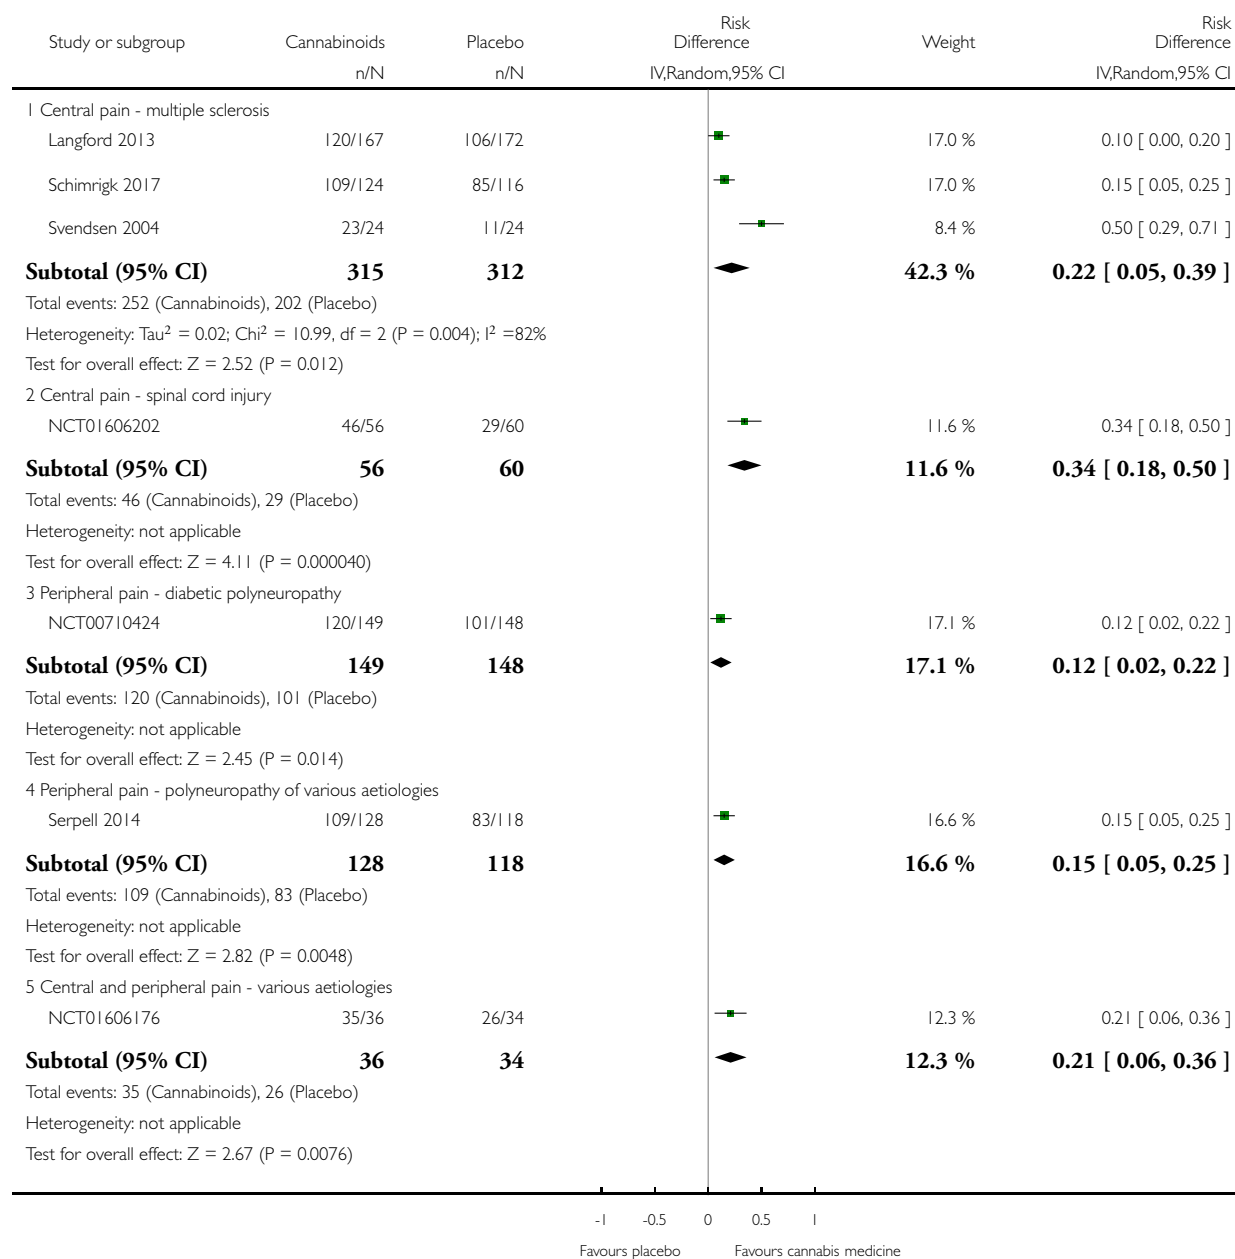 Study or subgroup Cannabinoids Placebo Risk Difference Weight Risk Difference
n/N n/N IV,Random,95% CI IV,Random,95% CI
1 Central pain - multiple sclerosis
Langford 2013 120/167 106/172 17.0 % 0.10 [ 0.00, 0.20 ]
Schimrigk 2017 109/124 85/116 17.0 % 0.15 [ 0.05, 0.25 ]
Svendsen 2004 23/24 11/24 8.4 % 0.50 [ 0.29, 0.71 ]
Subtotal (95% CI) 315 312 42.3 % 0.22 [ 0.05, 0.39 ]
Total events: 252 (Cannabinoids), 202 (Placebo)
Heterogeneity: Tau² = 0.02; Chi² = 10.99, df = 2 (P = 0.004); I² =82%
Test for overall effect: Z = 2.52 (P = 0.012)
2 Central pain - spinal cord injury
NCT01606202 46/56 29/60 11.6 % 0.34 [ 0.18, 0.50 ]
Subtotal (95% CI) 56 60 11.6 % 0.34 [ 0.18, 0.50 ]
Total events: 46 (Cannabinoids), 29 (Placebo)
Heterogeneity: not applicable
Test for overall effect: Z = 4.11 (P = 0.000040)
3 Peripheral pain - diabetic polyneuropathy
NCT00710424 120/149 101/148 17.1 % 0.12 [ 0.02, 0.22 ]
Subtotal (95% CI) 149 148 17.1 % 0.12 [ 0.02, 0.22 ]
Total events: 120 (Cannabinoids), 101 (Placebo)
Heterogeneity: not applicable
Test for overall effect: Z = 2.45 (P = 0.014)
4 Peripheral pain - polyneuropathy of various aetiologies
Serpell 2014 109/128 83/118 16.6 % 0.15 [ 0.05, 0.25 ]
Subtotal (95% CI) 128 118 16.6 % 0.15 [ 0.05, 0.25 ]
Total events: 109 (Cannabinoids), 83 (Placebo)
Heterogeneity: not applicable
Test for overall effect: Z = 2.82 (P = 0.0048)
5 Central and peripheral pain - various aetiologies
NCT01606176 35/36 26/34 12.3 % 0.21 [ 0.06, 0.36 ]
Subtotal (95% CI) 36 34 12.3 % 0.21 [ 0.06, 0.36 ]
Total events: 35 (Cannabinoids), 26 (Placebo)
Heterogeneity: not applicable
Test for overall effect: Z = 2.67 (P = 0.0076)
-1 -0.5 0 0.5 1
Favours placebo Favours cannabis medicine